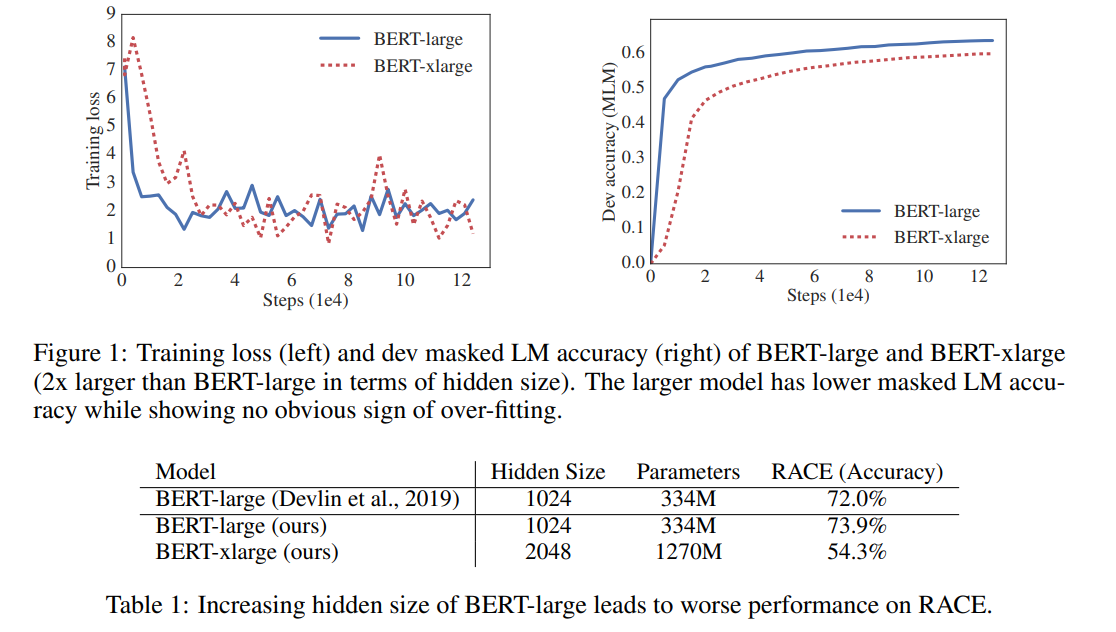 9
8
7
6
5
4
3
2
1
0
Training loss
BERT-large
BERT-xlarge
0 2 4 6 8 10 12
Steps (1e4)
0.6
0.5
0.4
0.3
0.2
0.1
0.0
Dev accuracy (MLM)
BERT-large
BERT-xlarge
0 2 4 6 8 10 12
Steps (1e4)
Figure 1: Training loss (left) and dev masked LM accuracy (right) of BERT-large and BERT-xlarge
(2x larger than BERT-large in terms of hidden size). The larger model has lower masked LM accu-
racy while showing no obvious sign of over-fitting.
Model Hidden Size Parameters RACE (Accuracy)
BERT-large (Devlin et al., 2019) 1024 334M 72.0%
BERT-large (ours) 1024 334M 73.9%
BERT-xlarge (ours) 2048 1270M 54.3%
Table 1: Increasing hidden size of BERT-large leads to worse performance on RACE.